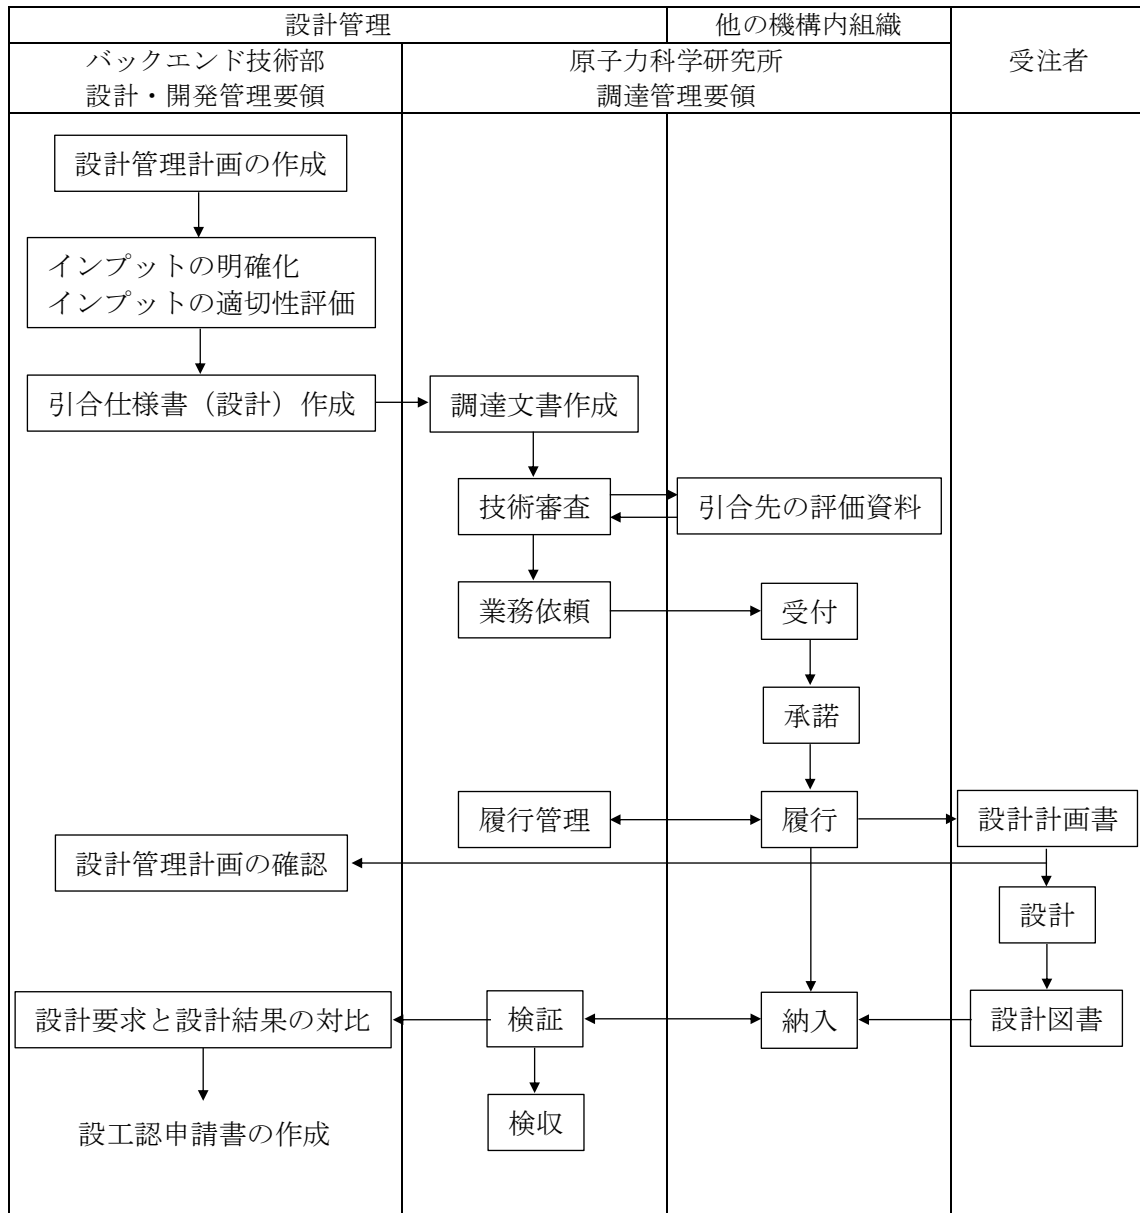 設計管理
他の機構内組織
バックエンド技術部
設計・開発管理要領
原子力科学研究所
調達管理要領
受注者
設計管理計画の作成
インプットの明確化
インプットの適切性評価
引合仕様書（設計）作成
調達文書作成
技術審査
引合先の評価資料
業務依頼
受付
承諾
履行管理
履行
設計計画書
設計管理計画の確認
設計
設計要求と設計結果の対比
検証
納入
設計図書
検収
設工認申請書の作成